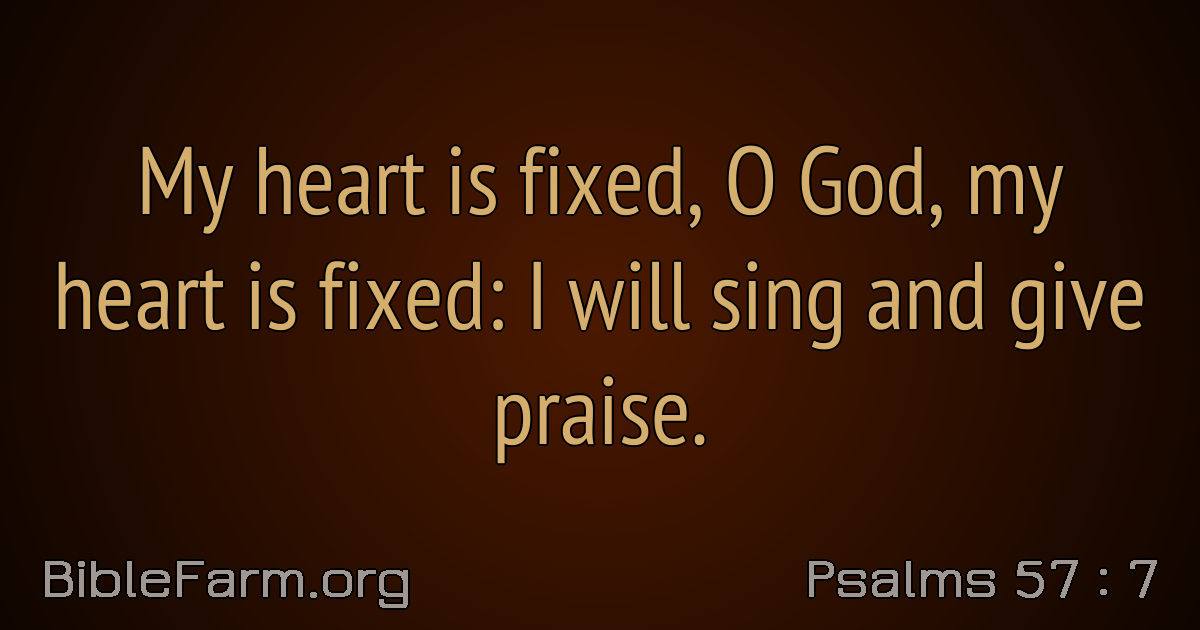 My heart is fixed, O God, my
heart is fixed: I will sing and give
praise.
BibleFarm.org
Psalms 57 : 7